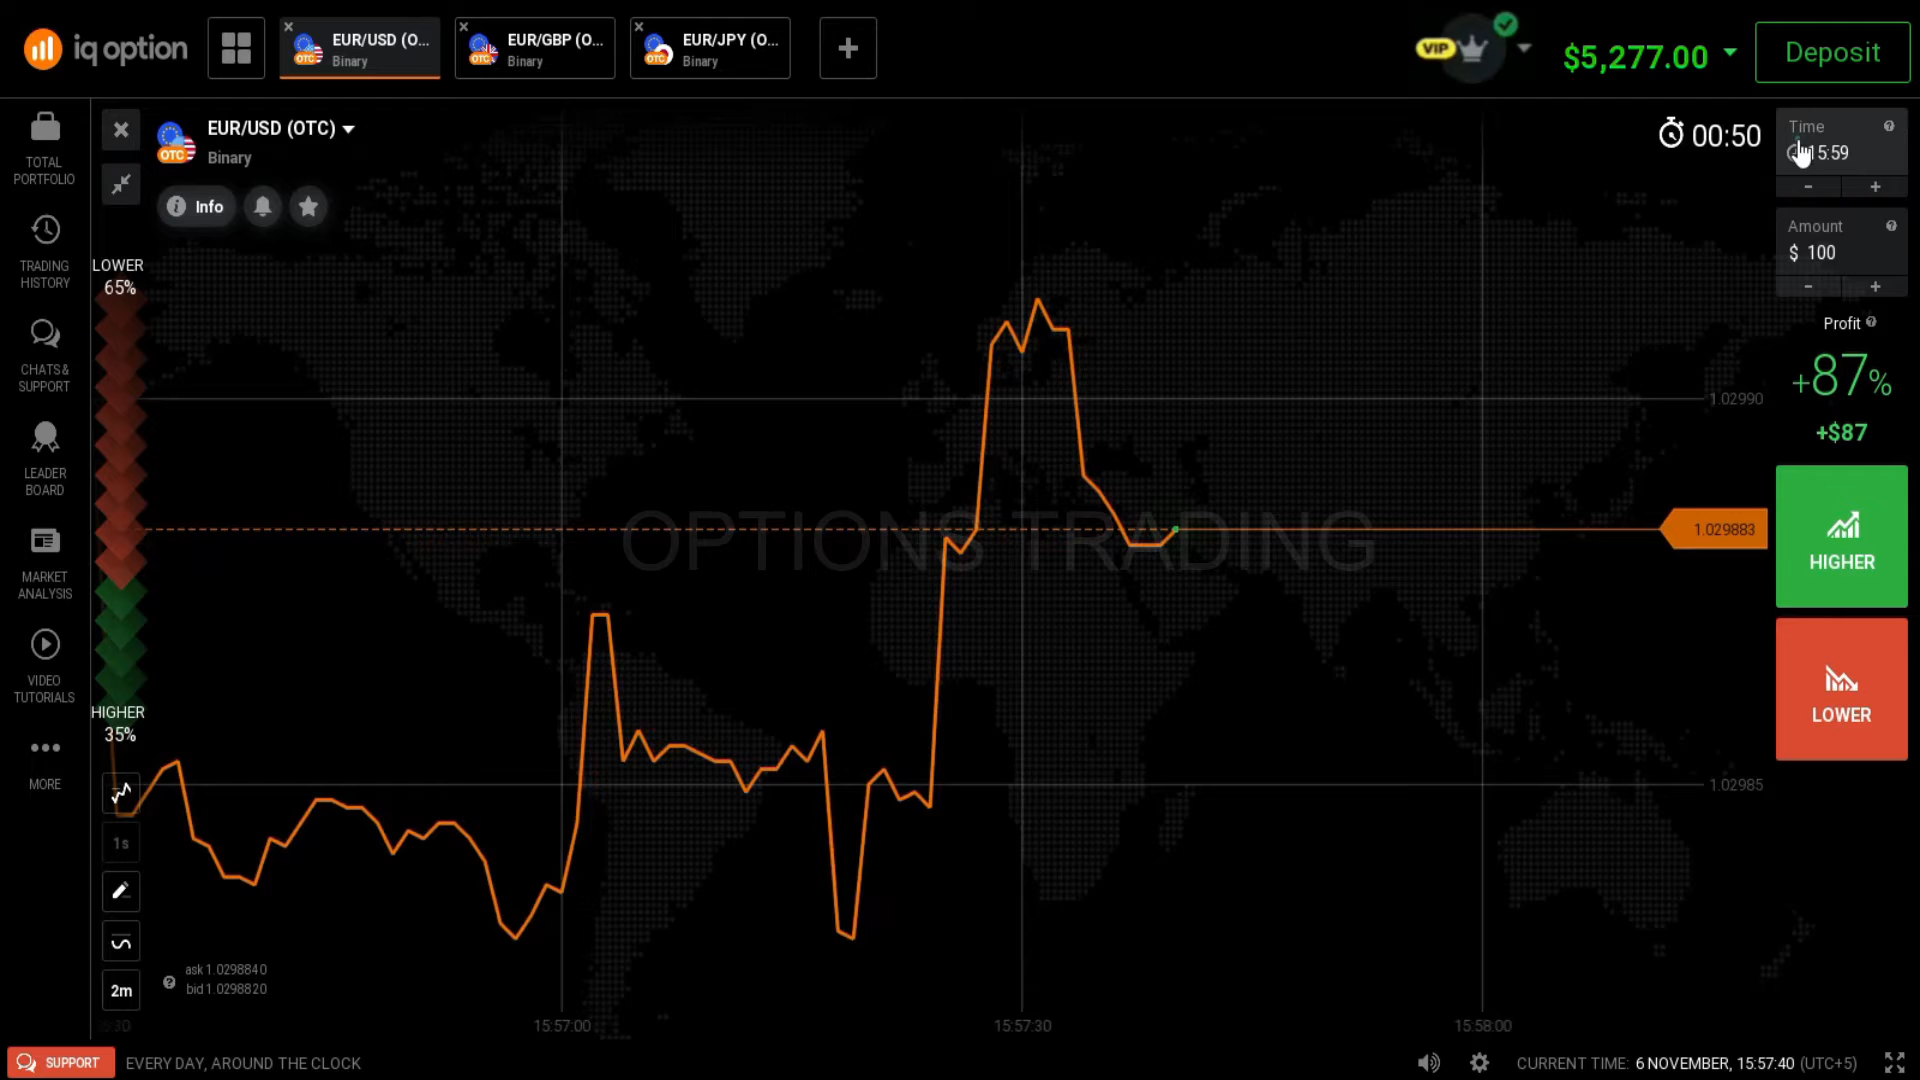 iq option
EUR/USD (O...
Binary
EUR/GBP (O...
Binary
EUR/JPY (O...
Binary
VIP
$5,277.00
Deposit
TOTAL
PORTFOLIO
TRADING
HISTORY
CHATS &
SUPPORT
LEADER
BOARD
MARKET
ANALYSIS
VIDEO
TUTORIALS
MORE
EUR/USD (OTC)
Binary
OTC
Info
LOWER
65%
HIGHER
35%
1s
2m
ask 1.0298840
bid 1.0298820
OPTIONS TRADING
00:50
1.02990
1.029883
1.02985
15:57:00
15:57:30
15:58:00
Time
15:59
- +
Amount
$ 100
- +
Profit
+87%
+$87
HIGHER
LOWER
SUPPORT
EVERY DAY, AROUND THE CLOCK
CURRENT TIME: 6 NOVEMBER, 15:57:40 (UTC+5)